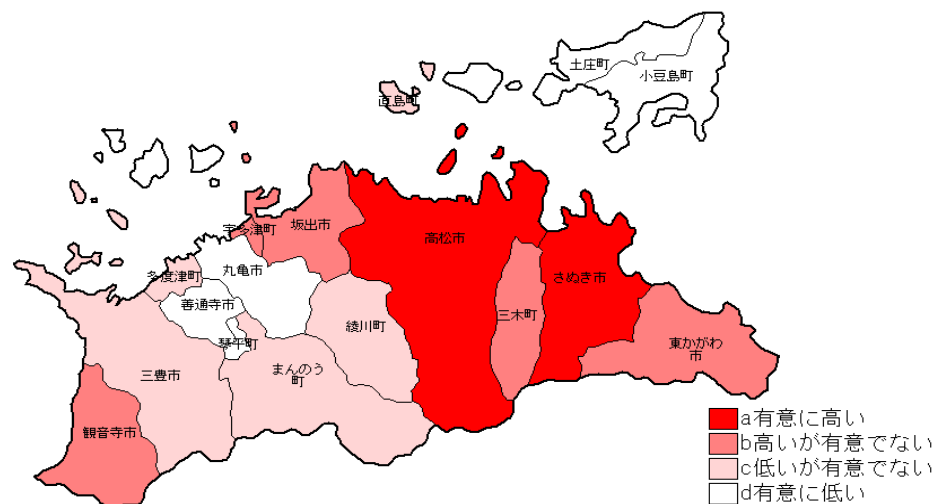 土庄町
小豆島町
直島町
宇多津町
坂出市
高松市
多度津町
丸亀市
さぬき市
善通寺市
三木町
綾川町
琴平町
東かがわ
市
三豊市
まんのう
町
観音寺市
a有意に高い
b高いが有意でない
c低いが有意でない
d有意に低い